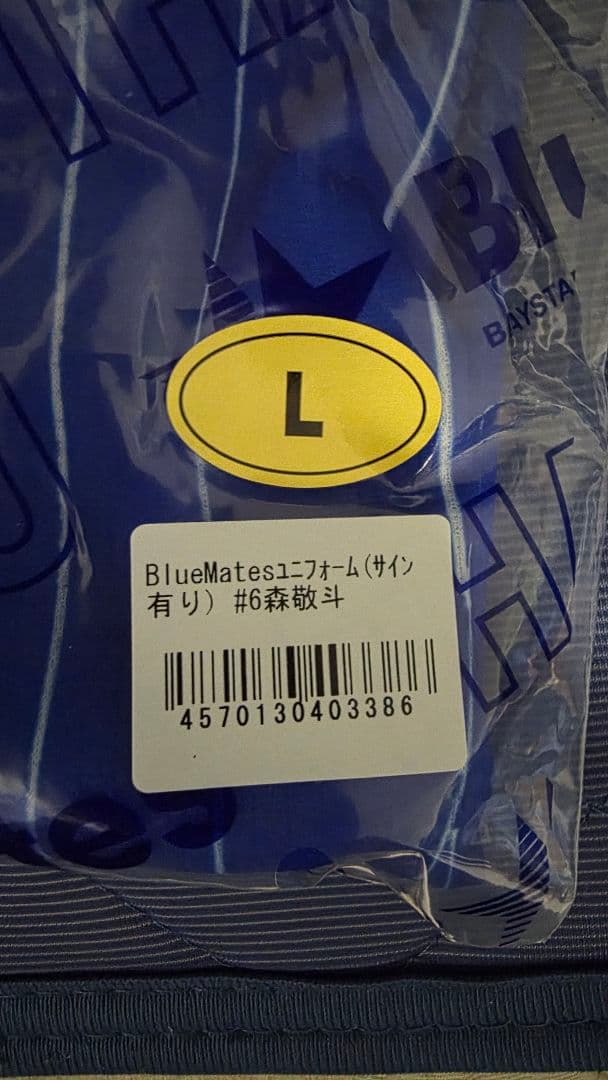 BAYSTA
L
BlueMatesﾕﾆﾌｫｰﾑ(ｻｲﾝ
有り) #6森敬斗
4570130403386